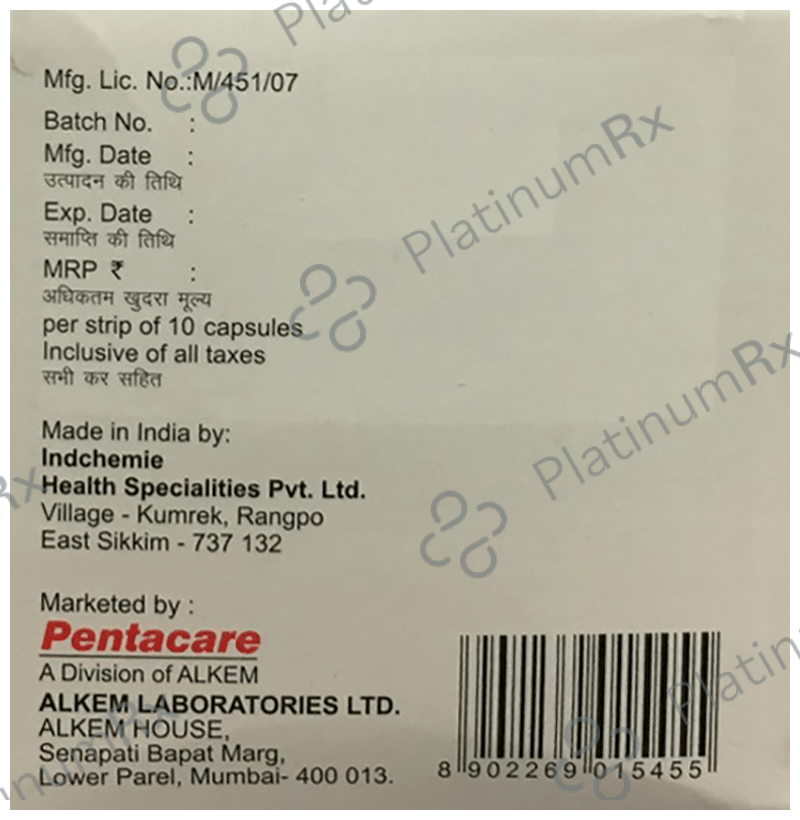 PlatinumRx
Mfg. Lic. No.:M/451/07
Batch No. :
Mfg. Date :
उत्पादन की तिथि
Exp. Date :
समाप्ति की तिथि
MRP ₹ :
अधिकतम खुदरा मूल्य
per strip of 10 capsules
Inclusive of all taxes
सभी कर सहित
PlatinumRx
Made in India by:
Indchemie
Health Specialities Pvt. Ltd.
Village - Kumrek, Rangpo
East Sikkim - 737 132
PlatinumRx
Marketed by :
Pentacare
A Division of ALKEM
ALKEM LABORATORIES LTD.
ALKEM HOUSE,
Senapati Bapat Marg,
Lower Parel, Mumbai- 400 013.
8 902269 015455